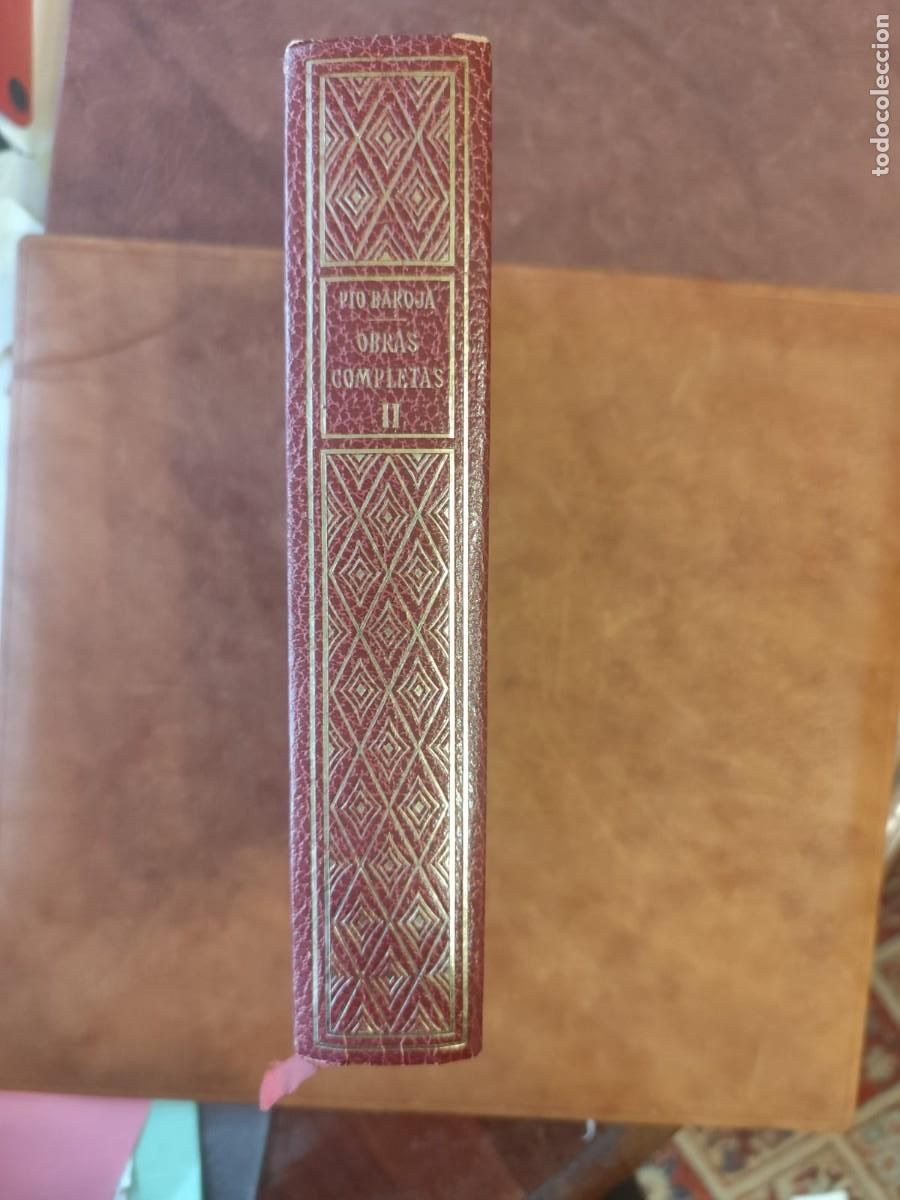 PIO BAROJA
OBRAS
COMPLETAS
II
todocoleccion